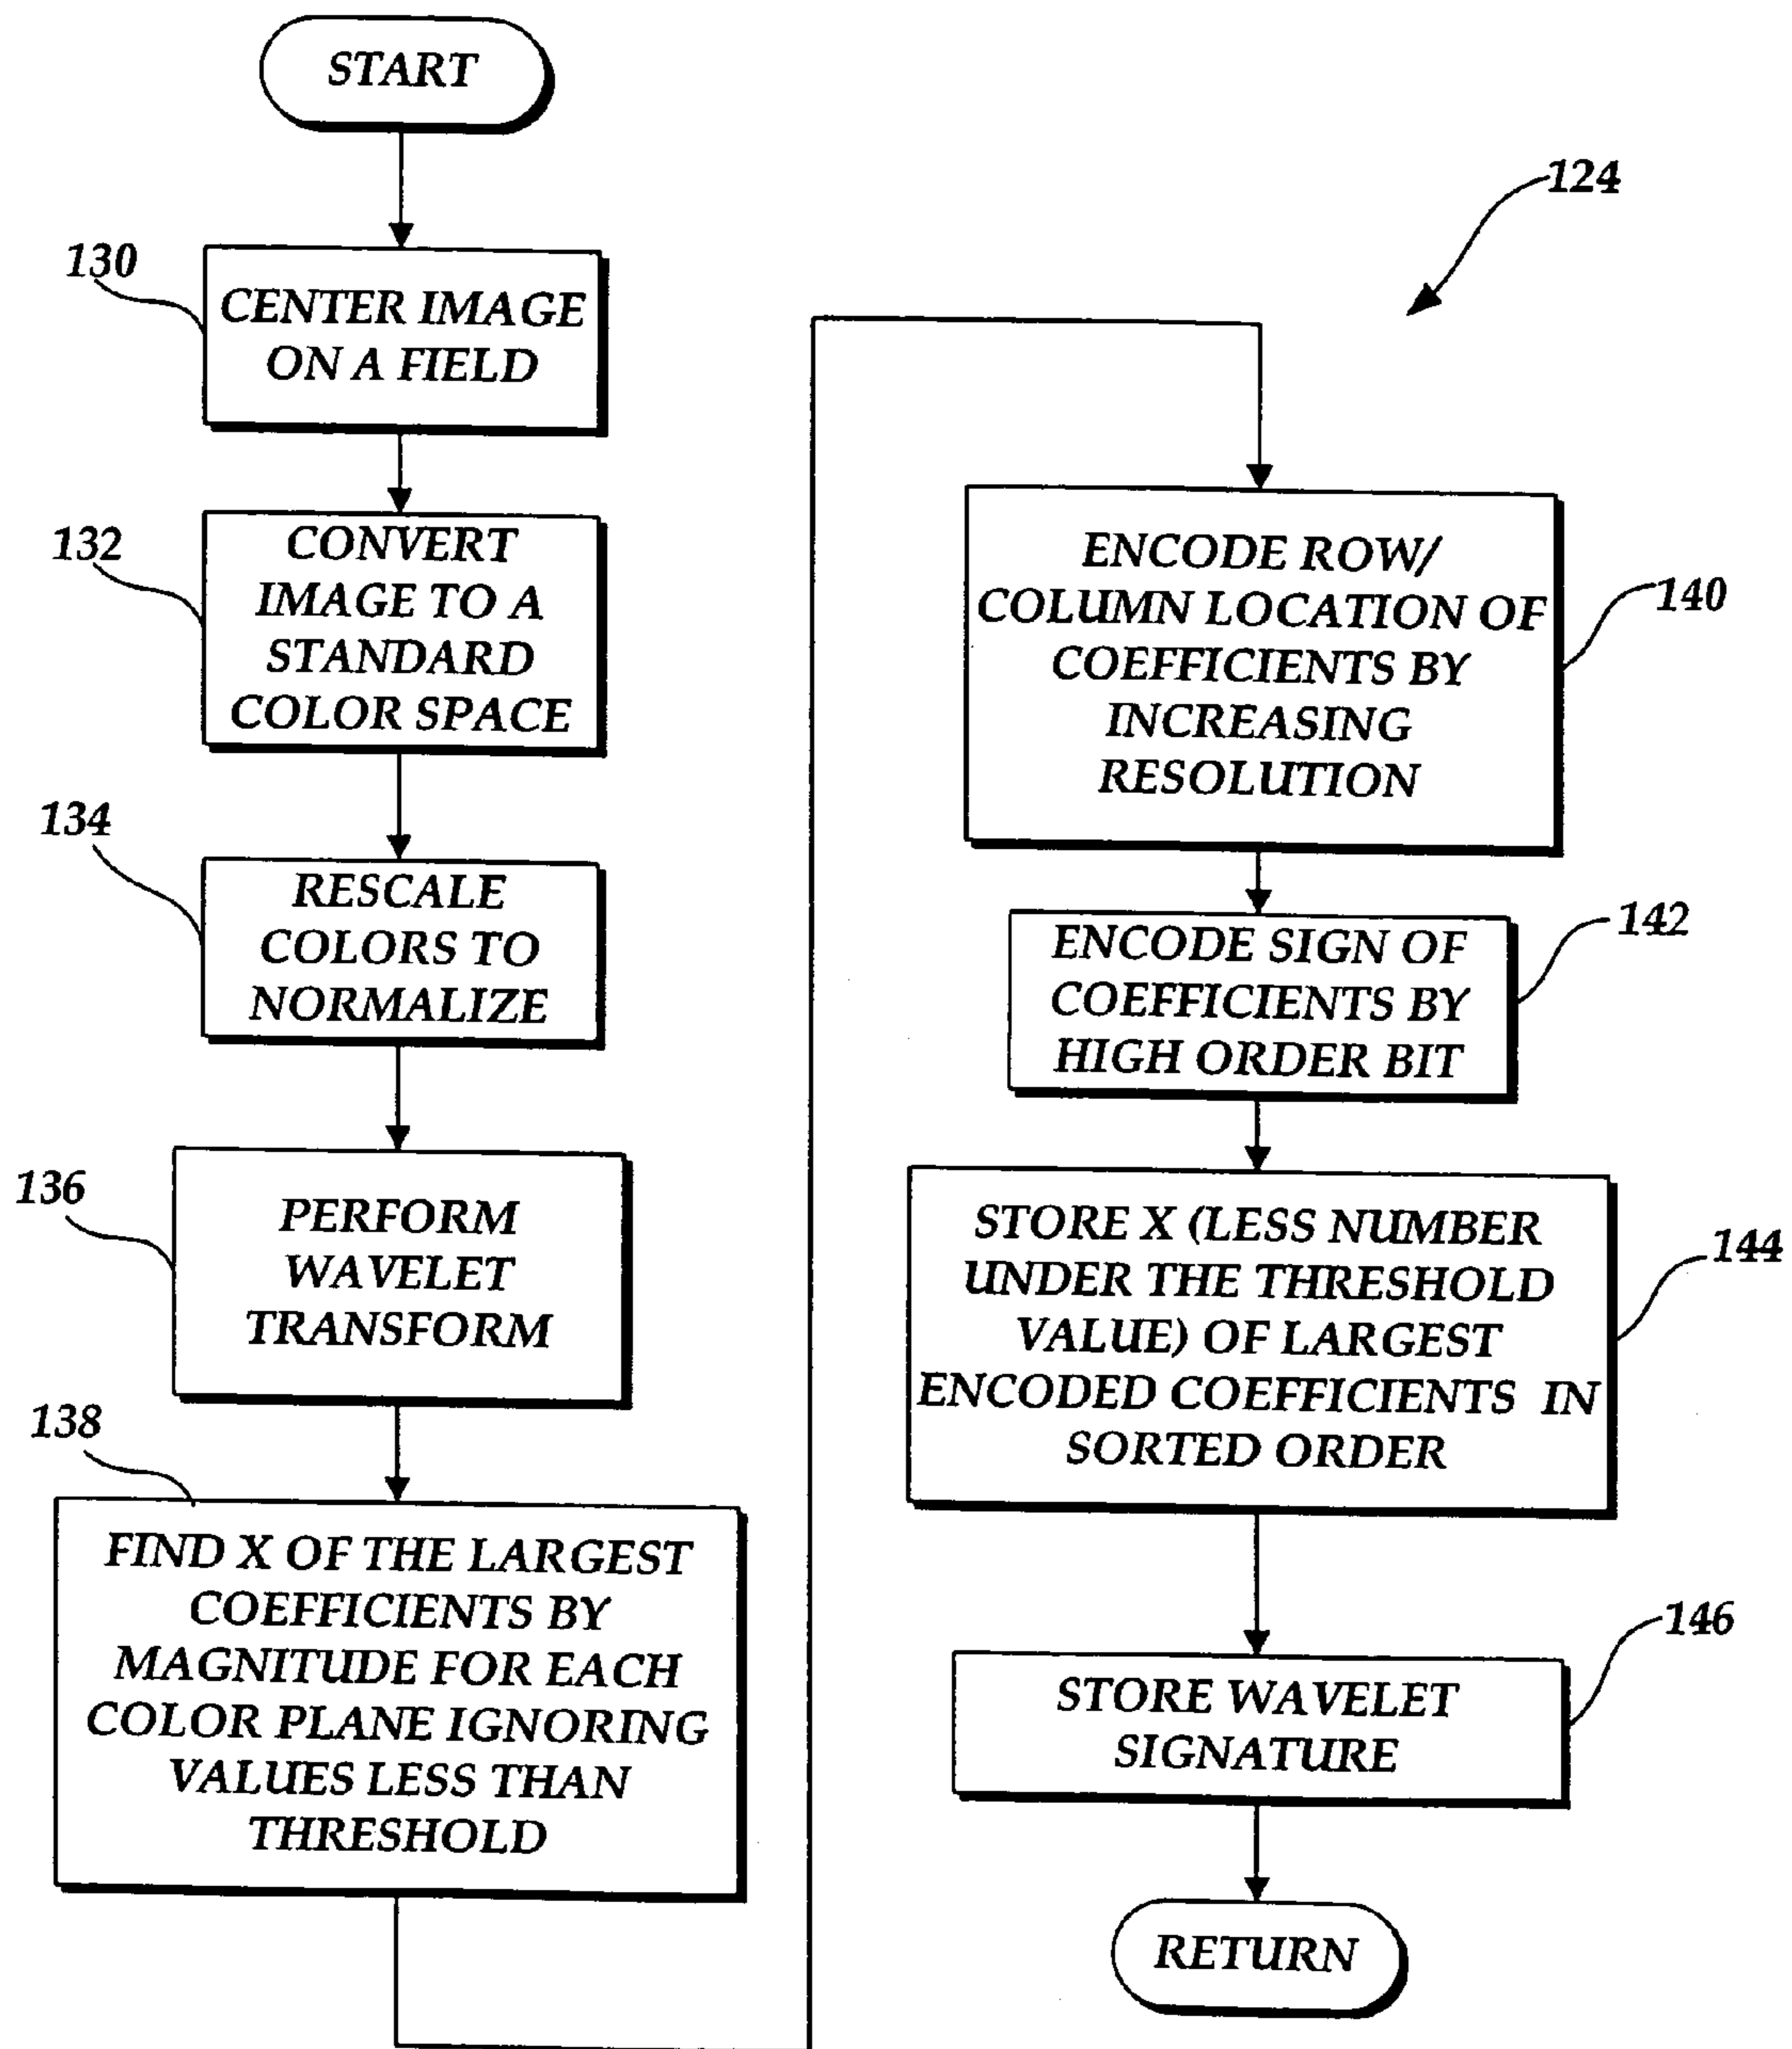 START
130
CENTER IMAGE
ON A FIELD
132
CONVERT
IMAGE TO A
STANDARD
COLOR SPACE
134
RESCALE
COLORS TO
NORMALIZE
136
PERFORM
WAVELET
TRANSFORM
138
FIND X OF THE LARGEST
COEFFICIENTS BY
MAGNITUDE FOR EACH
COLOR PLANE IGNORING
VALUES LESS THAN
THRESHOLD
124
ENCODE ROW/
COLUMN LOCATION OF
COEFFICIENTS BY
INCREASING
RESOLUTION
140
ENCODE SIGN OF
COEFFICIENTS BY
HIGH ORDER BIT
142
STORE X (LESS NUMBER
UNDER THE THRESHOLD
VALUE) OF LARGEST
ENCODED COEFFICIENTS IN
SORTED ORDER
144
STORE WAVELET
SIGNATURE
146
RETURN